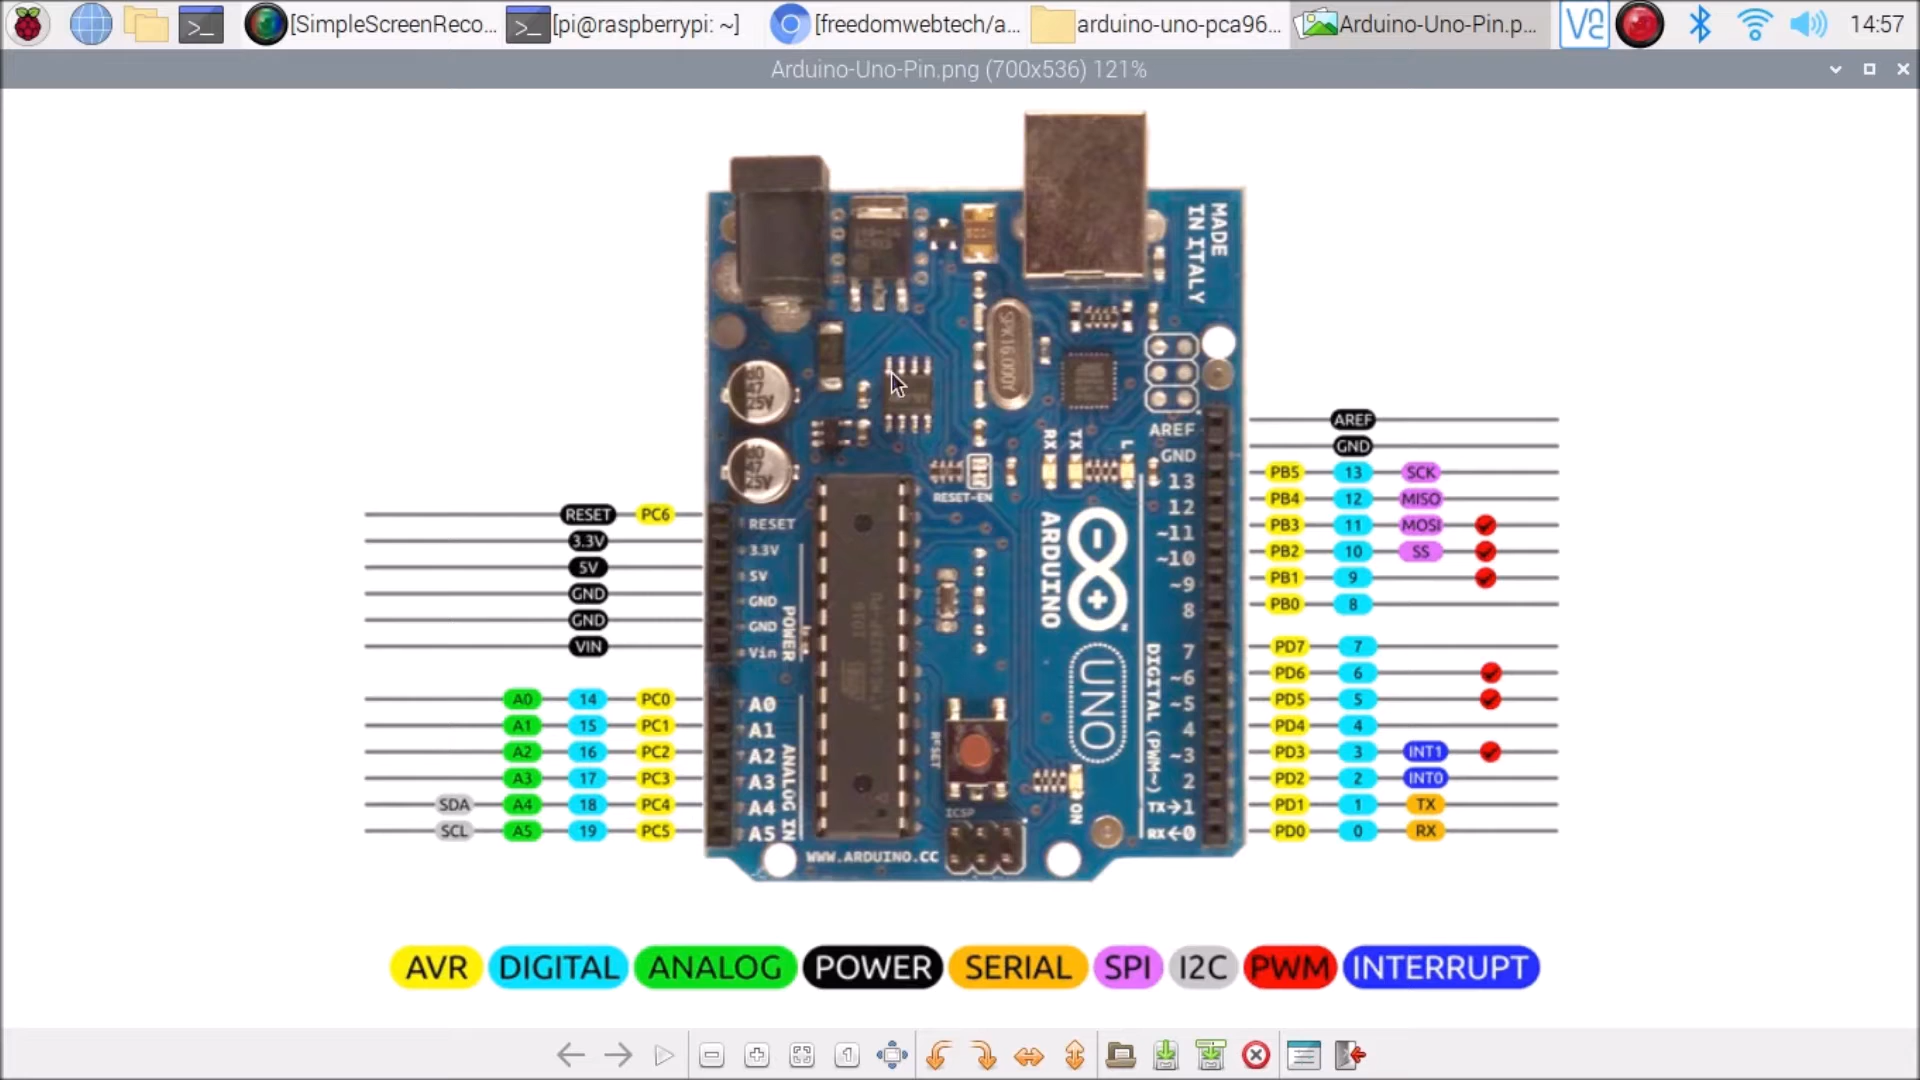 [SimpleScreenReco... [pi@raspberrypi: ~] [freedomwebtech/a... arduino-uno-pca96... Arduino-Uno-Pin.p... 14:57
Arduino-Uno-Pin.png (700x536) 121%
MADE
IN ITALY
SPK16.000Y
47
25V
47
25V
RX TX L
RESET-EN
AREF
GND
13
12
~11
~10
~9
8
7
~6
~5
4
~3
2
TX→1
RX←0
DIGITAL (PWM~)
ARDUINO
UNO
RESET
3.3V
5V
GND
GND
Vin
POWER
A0
A1
A2
A3
A4
A5
ANALOG IN
RESET
ICSP
ON
WWW.ARDUINO.CC
RESET PC6
3.3V
5V
GND
GND
VIN
A0 14 PC0
A1 15 PC1
A2 16 PC2
A3 17 PC3
SDA A4 18 PC4
SCL A5 19 PC5
AREF
GND
PB5 13 SCK
PB4 12 MISO
PB3 11 MOSI
PB2 10 SS
PB1 9
PB0 8
PD7 7
PD6 6
PD5 5
PD4 4
PD3 3 INT1
PD2 2 INT0
PD1 1 TX
PD0 0 RX
AVR DIGITAL ANALOG POWER SERIAL SPI I2C PWM INTERRUPT